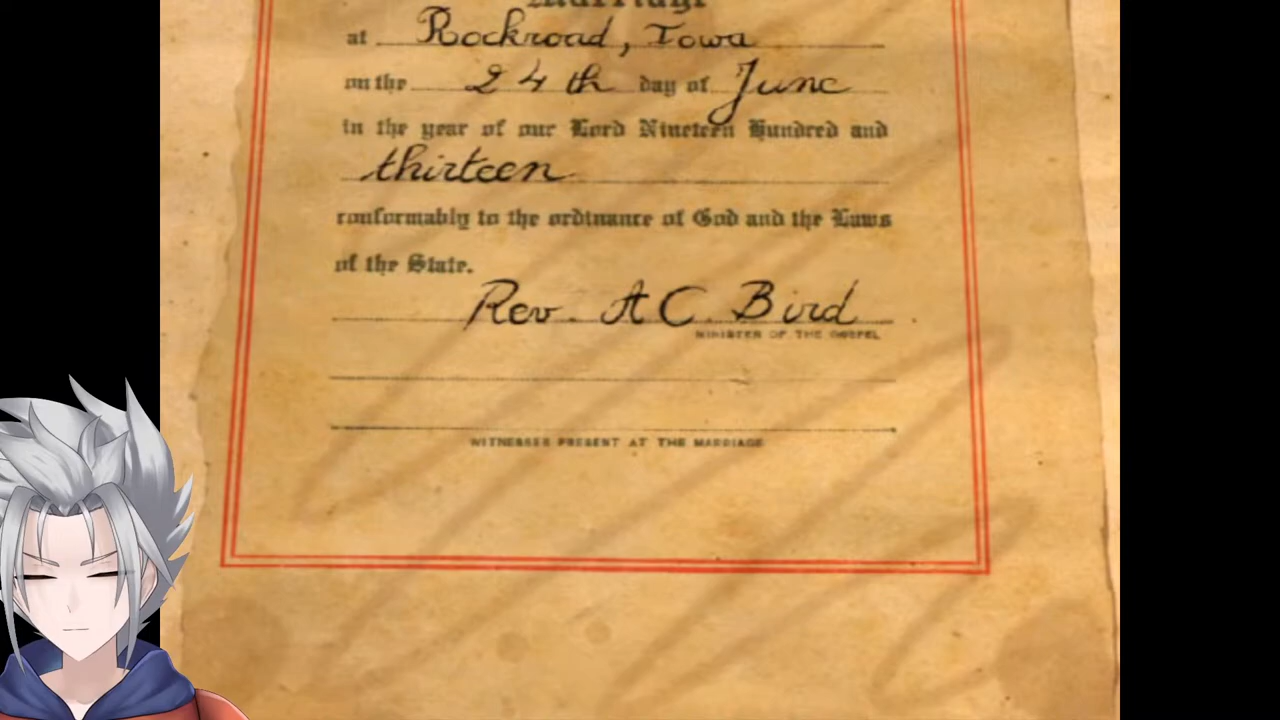 Marriage
at Rockroad, Iowa
on the 24th day of June
in the year of our Lord Nineteen Hundred and
thirteen
conformably to the ordinance of God and the Laws
of the State.
Rev. A C. Bird
MINISTER OF THE GOSPEL
WITNESSES PRESENT AT THE MARRIAGE